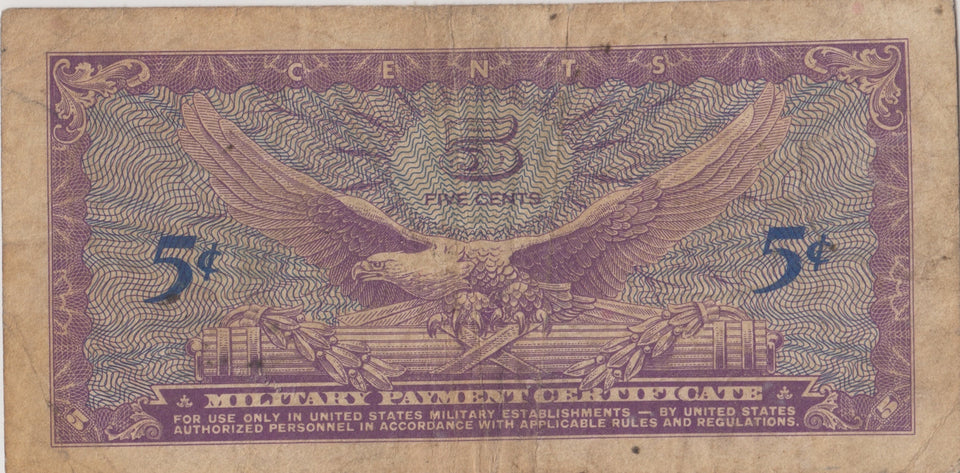 CENTS
5
FIVE CENTS
5¢ 5¢
MILITARY PAYMENT CERTIFICATE
5 5
FOR USE ONLY IN UNITED STATES MILITARY ESTABLISHMENTS — BY UNITED STATES
AUTHORIZED PERSONNEL IN ACCORDANCE WITH APPLICABLE RULES AND REGULATIONS.